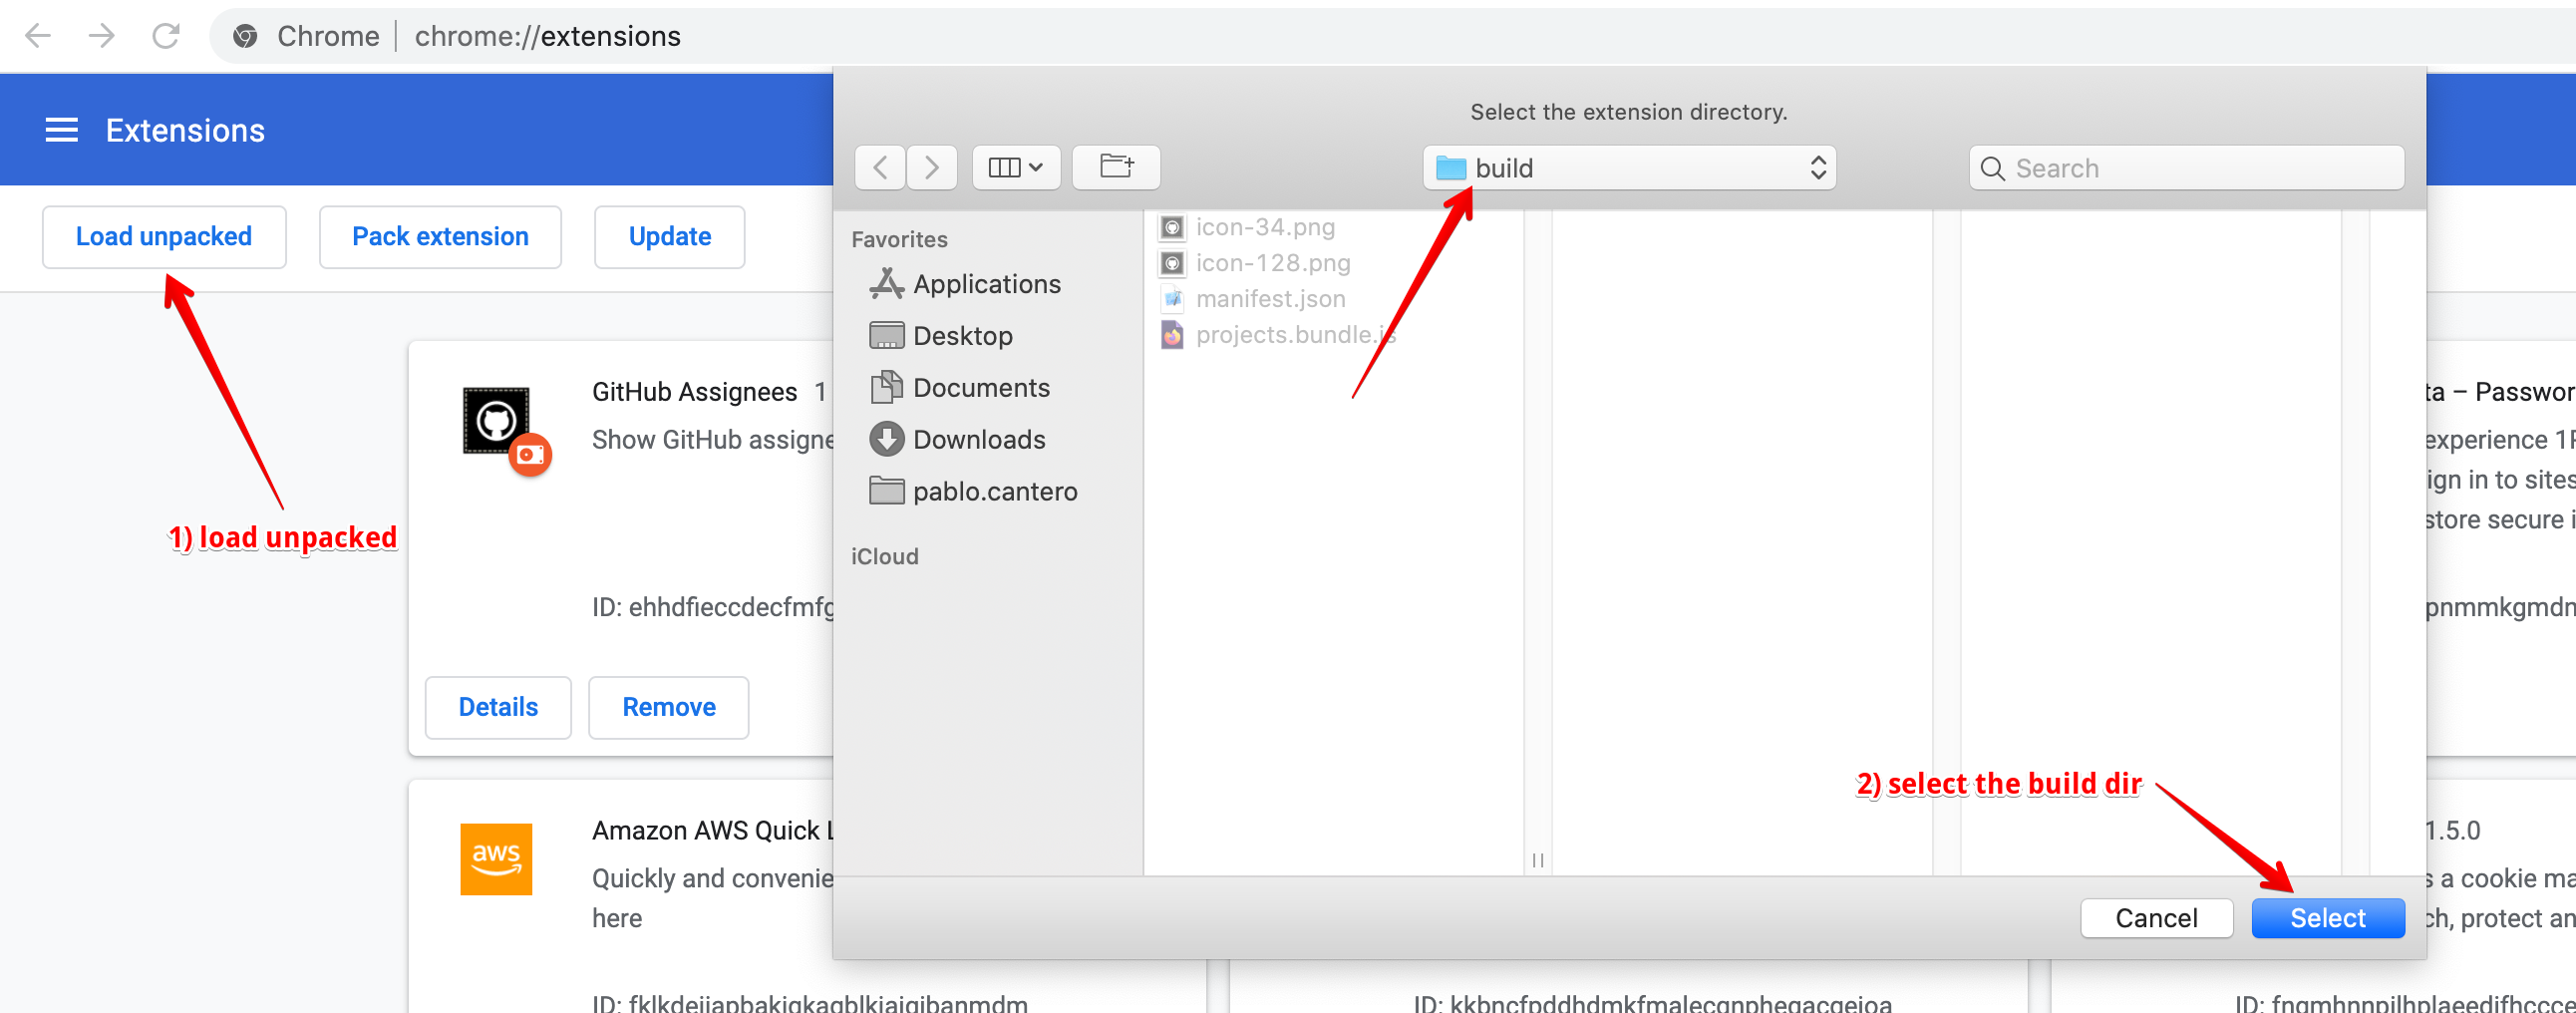 Chrome | chrome://extensions
Extensions
Select the extension directory.
build
Search
Load unpacked
Pack extension
Update
Favorites
Applications
Desktop
Documents
Downloads
pablo.cantero
iCloud
icon-34.png
icon-128.png
manifest.json
projects.bundle.js
1) load unpacked
GitHub Assignees 1
Show GitHub assigne
ID: ehhdfieccdecfmfg
Details
Remove
ta – Passwor
experience 1P
ign in to sites
store secure i
pnmmkgmdn
2) select the build dir
Cancel
Select
aws
Amazon AWS Quick L
Quickly and convenie
here
ID: fklkdejiapbakjgkagblkiaigibanmdm
1.5.0
s a cookie ma
ch, protect an
ID: kkbncfpddhdmkfmalecgnphegacgejoa
ID: fngmhnnpilhplaeedifhccce